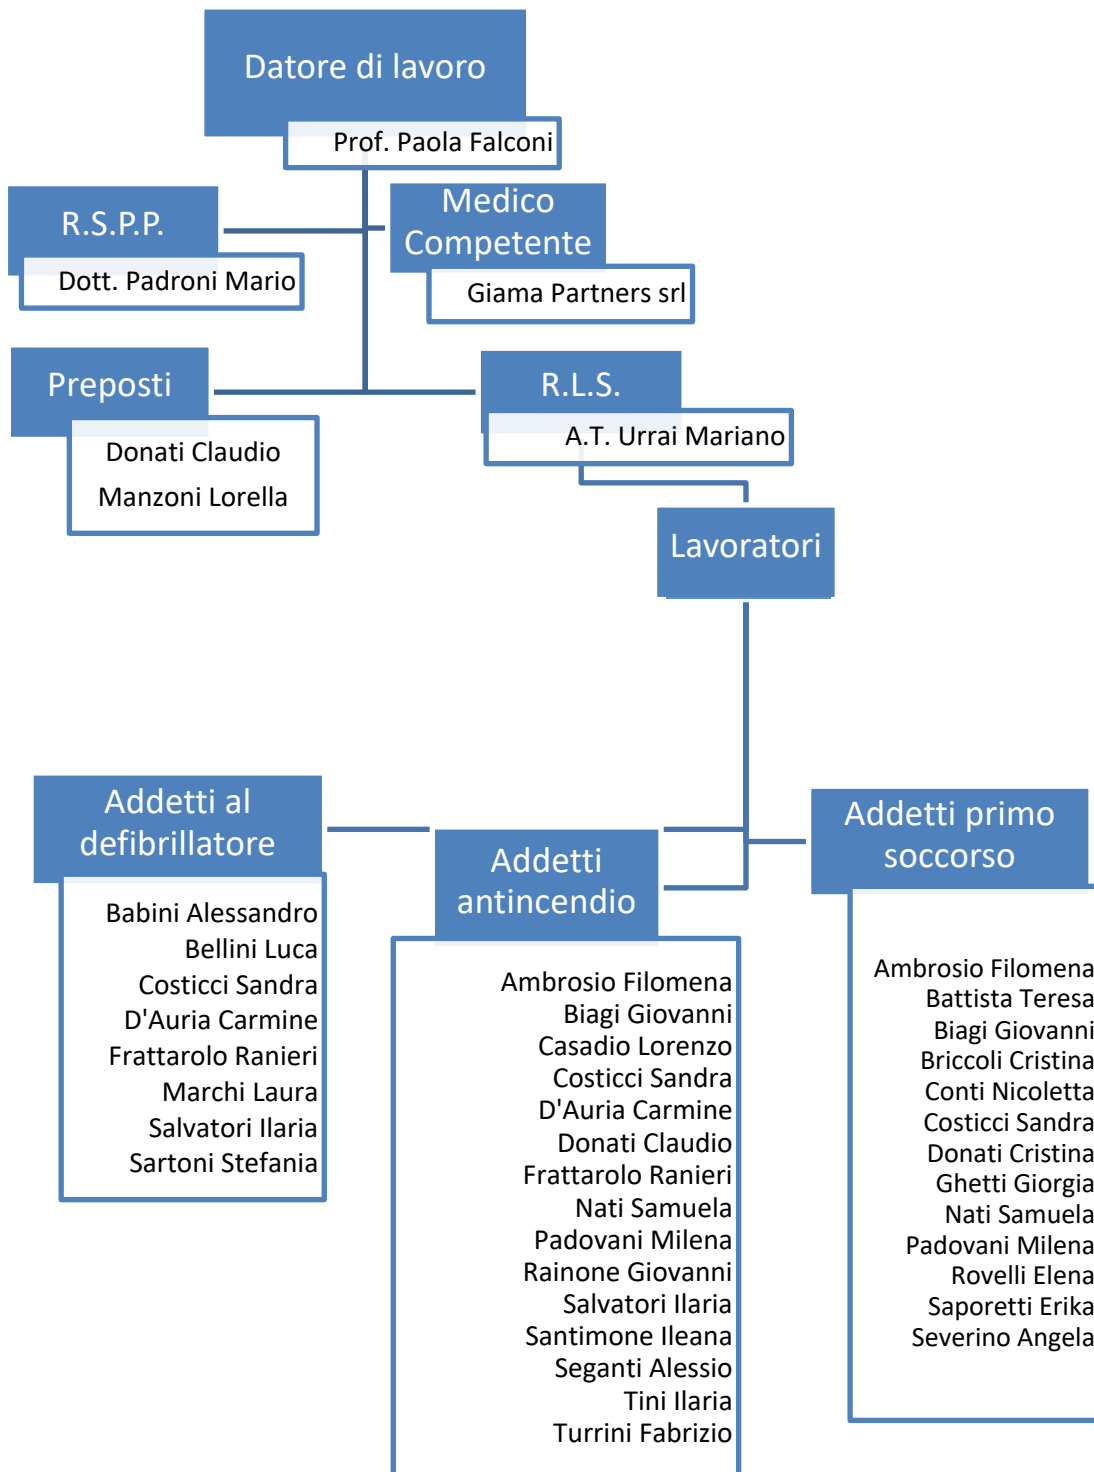 Datore di lavoro
Prof. Paola Falconi
R.S.P.P.
Dott. Padroni Mario
Medico
Competente
Giama Partners srl
Preposti
Donati Claudio
Manzoni Lorella
R.L.S.
A.T. Urrai Mariano
Lavoratori
Addetti al
defibrillatore
Babini Alessandro
Bellini Luca
Costicci Sandra
D'Auria Carmine
Frattarolo Ranieri
Marchi Laura
Salvatori Ilaria
Sartoni Stefania
Addetti
antincendio
Ambrosio Filomena
Biagi Giovanni
Casadio Lorenzo
Costicci Sandra
D'Auria Carmine
Donati Claudio
Frattarolo Ranieri
Nati Samuela
Padovani Milena
Rainone Giovanni
Salvatori Ilaria
Santimone Ileana
Seganti Alessio
Tini Ilaria
Turrini Fabrizio
Addetti primo
soccorso
Ambrosio Filomena
Battista Teresa
Biagi Giovanni
Briccoli Cristina
Conti Nicoletta
Costicci Sandra
Donati Cristina
Ghetti Giorgia
Nati Samuela
Padovani Milena
Rovelli Elena
Saporetti Erika
Severino Angela